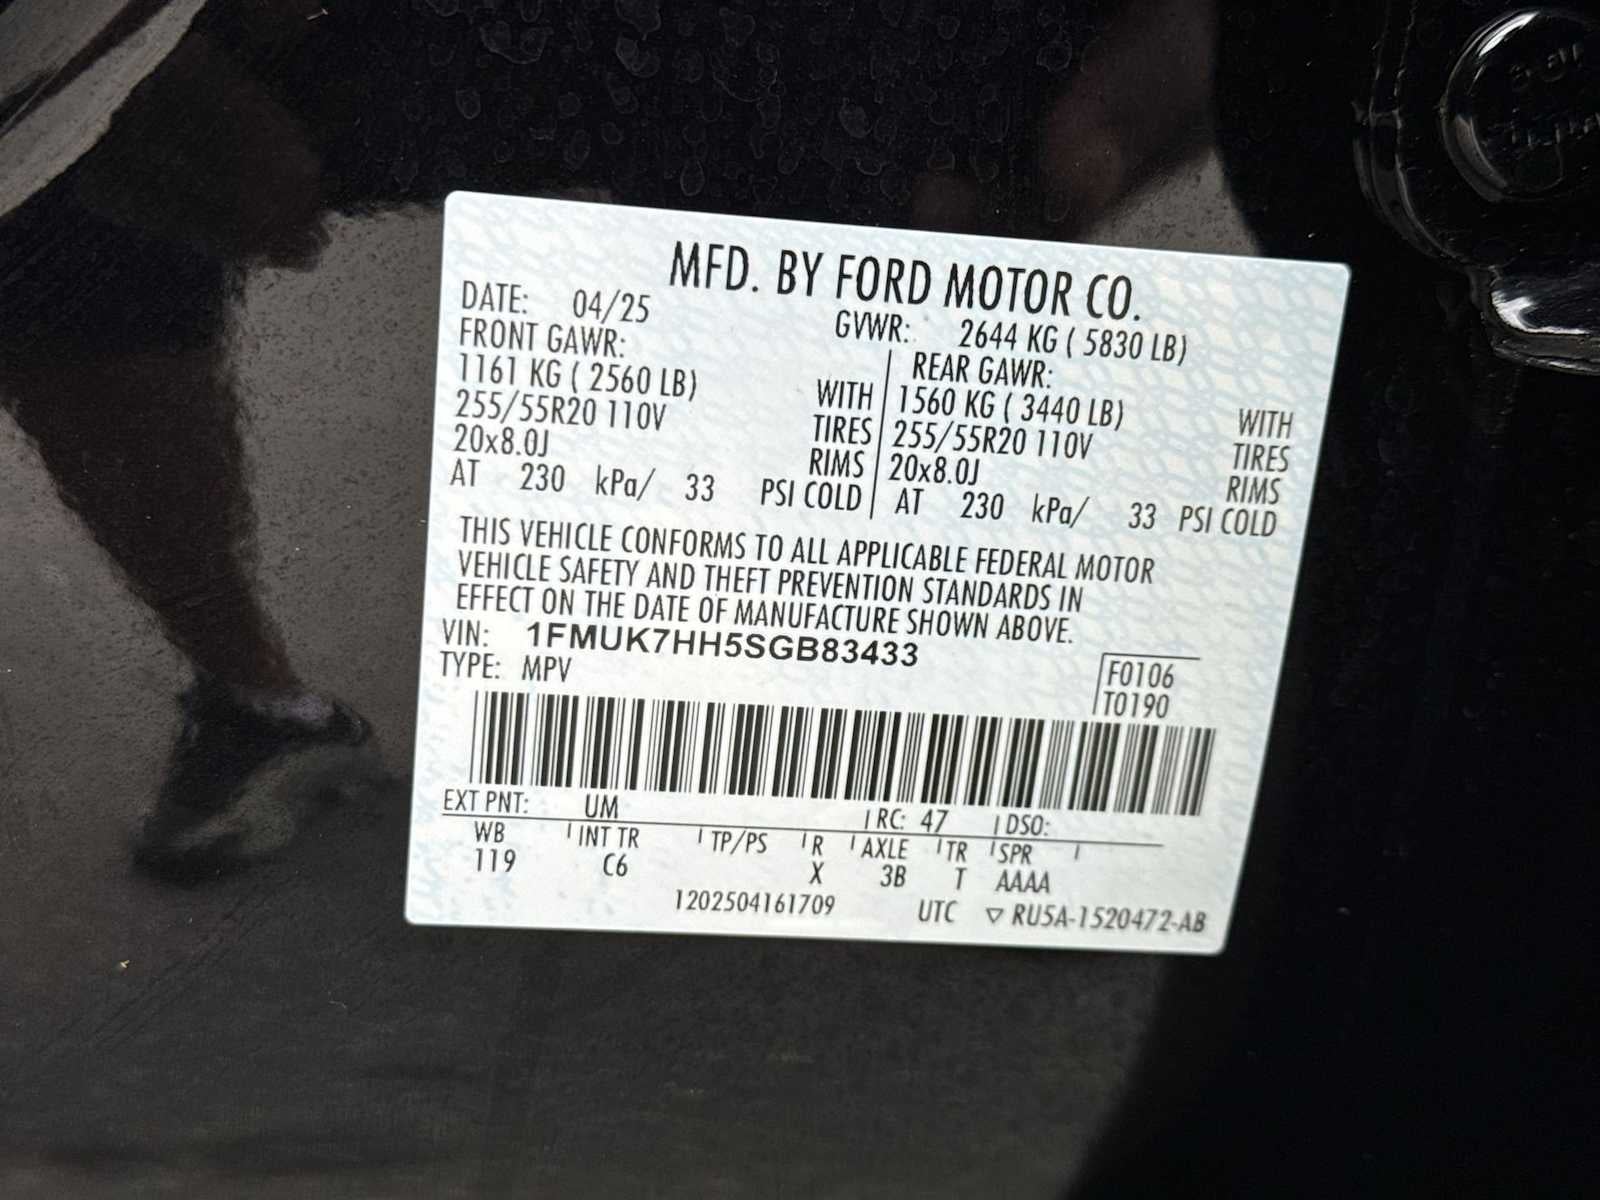 MFD. BY FORD MOTOR CO.
DATE: 04/25 GVWR: 2644 KG ( 5830 LB)
FRONT GAWR: REAR GAWR:
1161 KG ( 2560 LB) WITH 1560 KG ( 3440 LB) WITH
255/55R20 110V TIRES 255/55R20 110V TIRES
20x8.0J RIMS 20x8.0J RIMS
AT 230 kPa/ 33 PSI COLD AT 230 kPa/ 33 PSI COLD
THIS VEHICLE CONFORMS TO ALL APPLICABLE FEDERAL MOTOR
VEHICLE SAFETY AND THEFT PREVENTION STANDARDS IN
EFFECT ON THE DATE OF MANUFACTURE SHOWN ABOVE.
VIN: 1FMUK7HH5SGB83433
TYPE: MPV
F0106
T0190
EXT PNT: UM RC: 47 DSO:
WB INT TR TP/PS R AXLE TR SPR
119 C6 X 3B T AAAA
1202504161709 UTC ▽ RU5A-1520472-AB